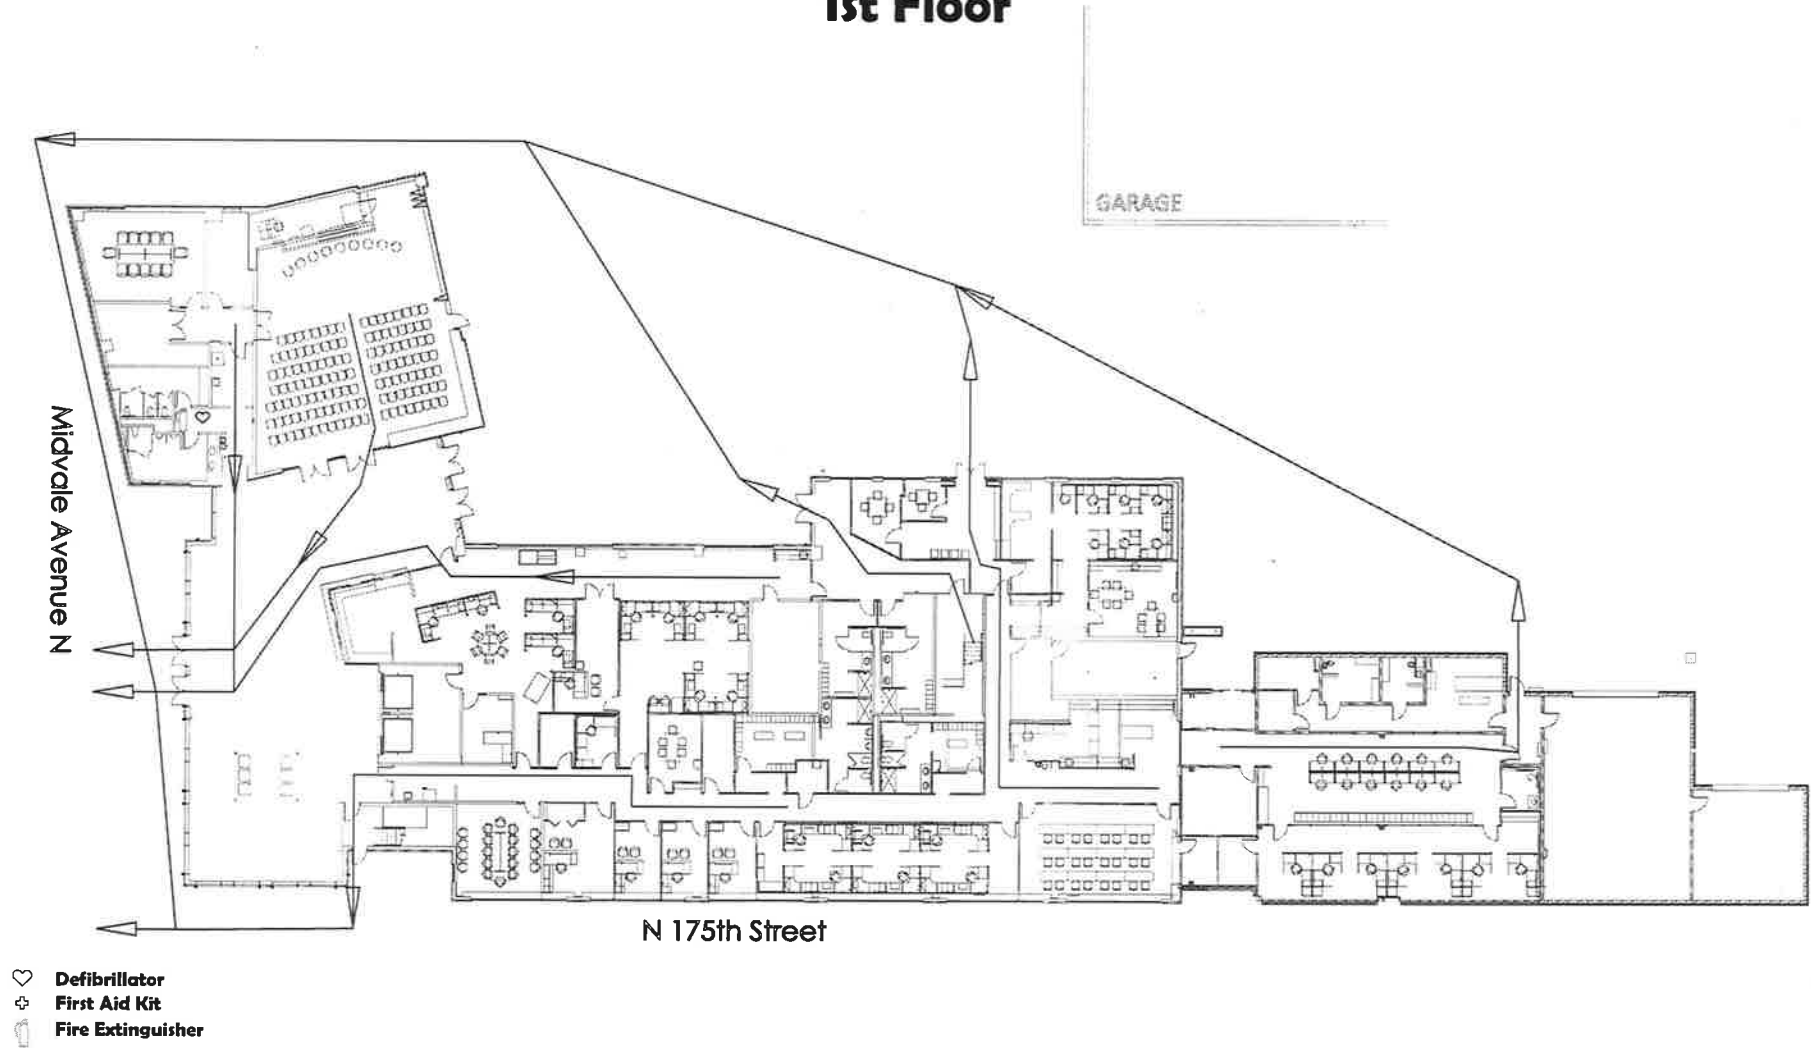 1st Floor
GARAGE
Midvale Avenue N
N 175th Street
Defibrillator
First Aid Kit
Fire Extinguisher